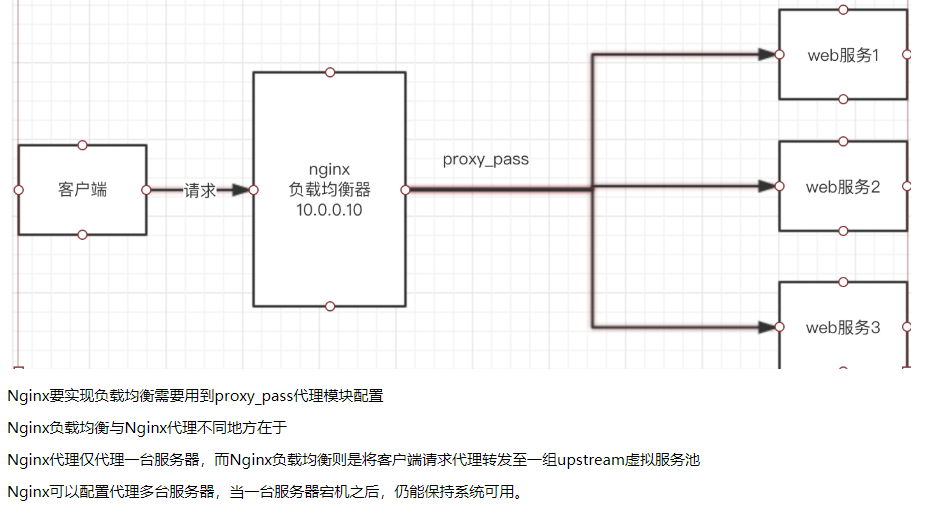 web服务1
proxy_pass
nginx
负载均衡器
10.0.0.10
客户端
请求
web服务2
web服务3
Nginx要实现负载均衡需要用到proxy_pass代理模块配置
Nginx负载均衡与Nginx代理不同地方在于
Nginx代理仅代理一台服务器，而Nginx负载均衡则是将客户端请求代理转发至一组upstream虚拟服务池
Nginx可以配置代理多台服务器，当一台服务器宕机之后，仍能保持系统可用。